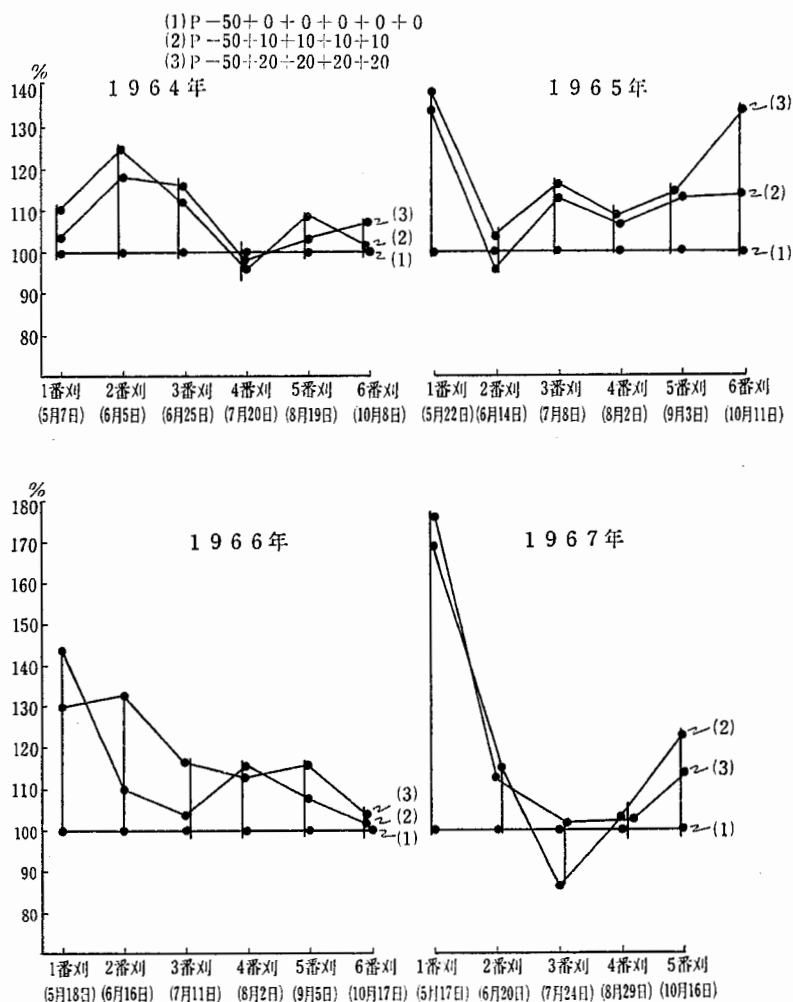 (1) P－50＋0＋0＋0＋0＋0
(2) P－50＋10＋10＋10＋10
(3) P－50＋20＋20＋20＋20
%
1964年
1965年
140
130
120
110
100
90
80
(3)
(2)
(1)
(3)
(2)
(1)
1番刈 2番刈 3番刈 4番刈 5番刈 6番刈
(5月7日) (6月5日) (6月25日) (7月20日) (8月19日) (10月8日)
1番刈 2番刈 3番刈 4番刈 5番刈 6番刈
(5月22日) (6月14日) (7月8日) (8月2日) (9月3日) (10月11日)
%
1966年
1967年
180
170
160
150
140
130
120
110
100
90
80
(3)
(2)
(1)
(2)
(3)
(1)
1番刈 2番刈 3番刈 4番刈 5番刈 6番刈
(5月18日) (6月16日) (7月11日) (8月2日) (9月5日) (10月17日)
1番刈 2番刈 3番刈 4番刈 5番刈
(5月17日) (6月20日) (7月24日) (8月29日) (10月16日)